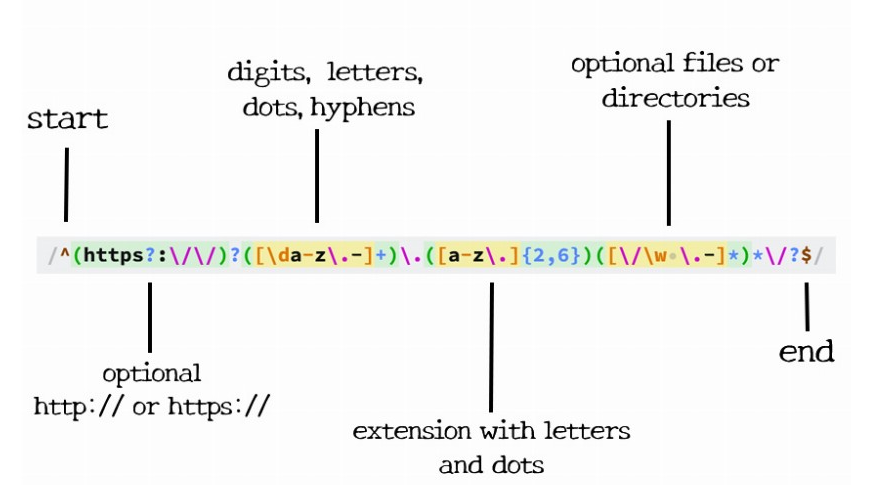 start
digits, letters,
dots, hyphens
optional files or
directories
/^(https?:\/\/)?([\da-z\.-]+)\.([a-z\.]{2,6})([\/\w \.-]*)*\/?$/
optional
http:// or https://
extension with letters
and dots
end